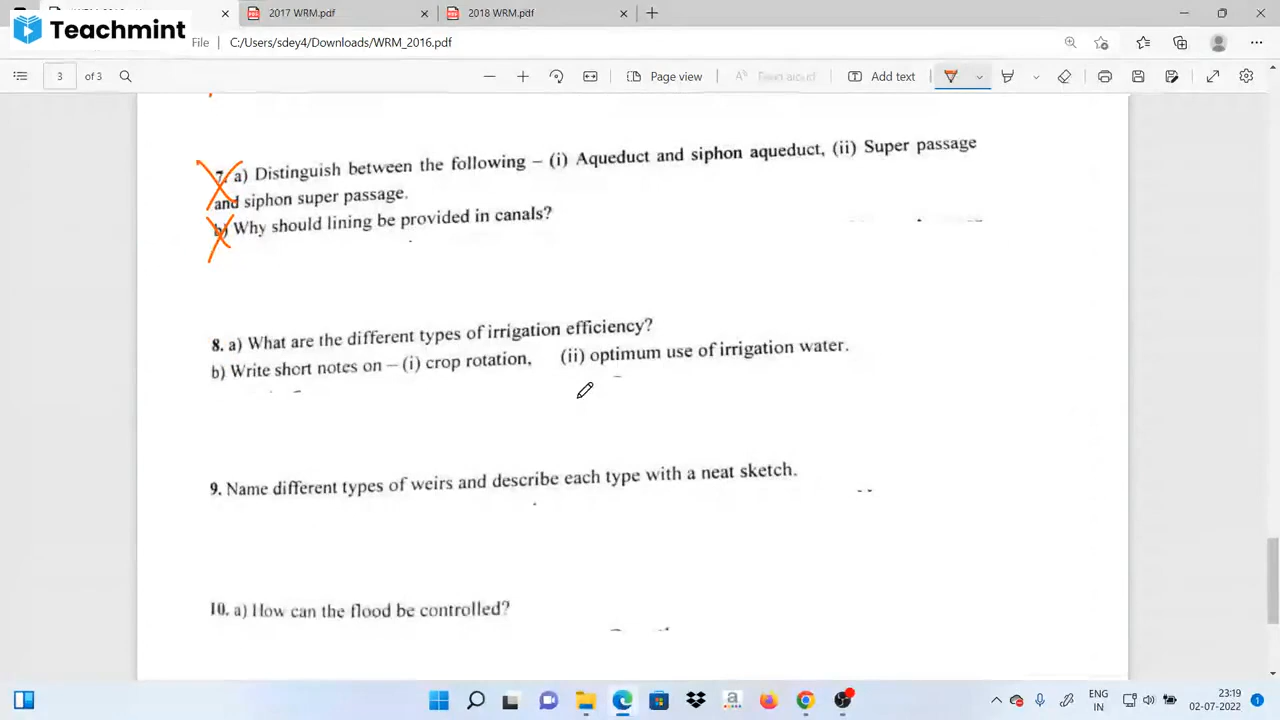 Teachmint
2017 WRM.pdf
2018 WRM.pdf
File C:/Users/sdey4/Downloads/WRM_2016.pdf
3 of 3 Page view Read aloud Add text
7. a) Distinguish between the following – (i) Aqueduct and siphon aqueduct, (ii) Super passage
and siphon super passage.
b) Why should lining be provided in canals?
8. a) What are the different types of irrigation efficiency?
b) Write short notes on – (i) crop rotation, (ii) optimum use of irrigation water.
9. Name different types of weirs and describe each type with a neat sketch.
10. a) How can the flood be controlled?
ENG
IN
23:19
02-07-2022
1